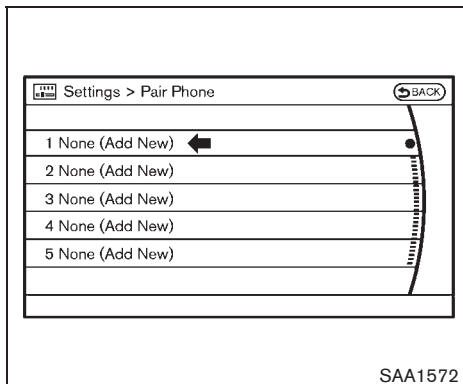 Settings > Pair Phone
BACK
1 None (Add New)
2 None (Add New)
3 None (Add New)
4 None (Add New)
5 None (Add New)
SAA1572